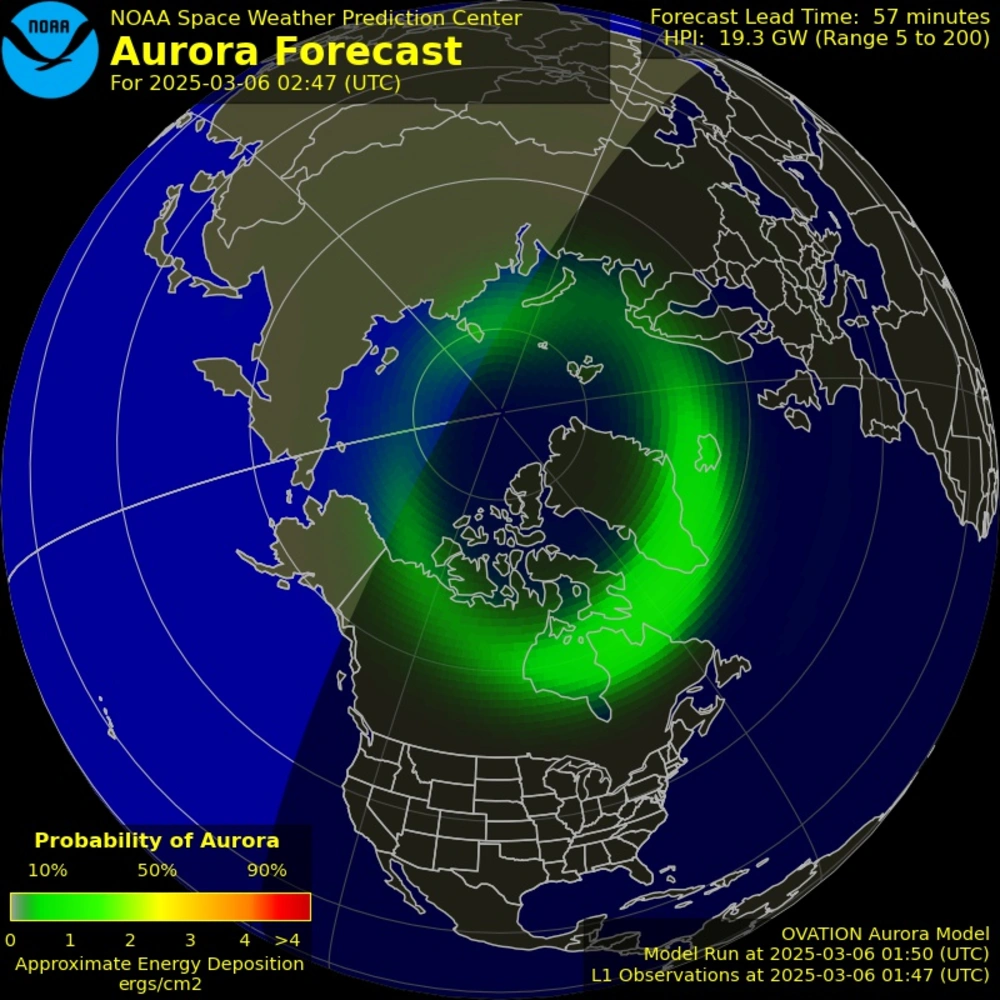 NOAA
NOAA Space Weather Prediction Center
Aurora Forecast
For 2025-03-06 02:47 (UTC)
Forecast Lead Time: 57 minutes
HPI: 19.3 GW (Range 5 to 200)
Probability of Aurora
10% 50% 90%
0 1 2 3 4 >4
Approximate Energy Deposition
ergs/cm2
OVATION Aurora Model
Model Run at 2025-03-06 01:50 (UTC)
L1 Observations at 2025-03-06 01:47 (UTC)